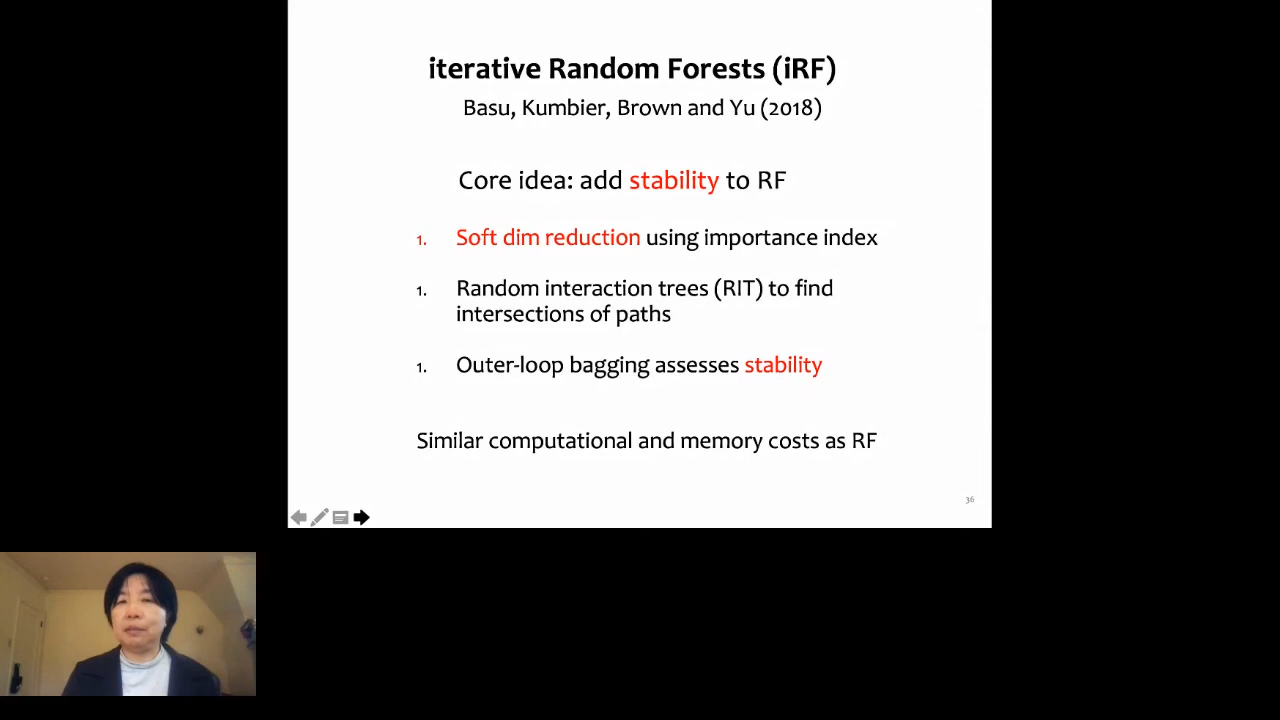 iterative Random Forests (iRF)
Basu, Kumbier, Brown and Yu (2018)
Core idea: add stability to RF
1. Soft dim reduction using importance index
1. Random interaction trees (RIT) to find
intersections of paths
1. Outer-loop bagging assesses stability
Similar computational and memory costs as RF
36